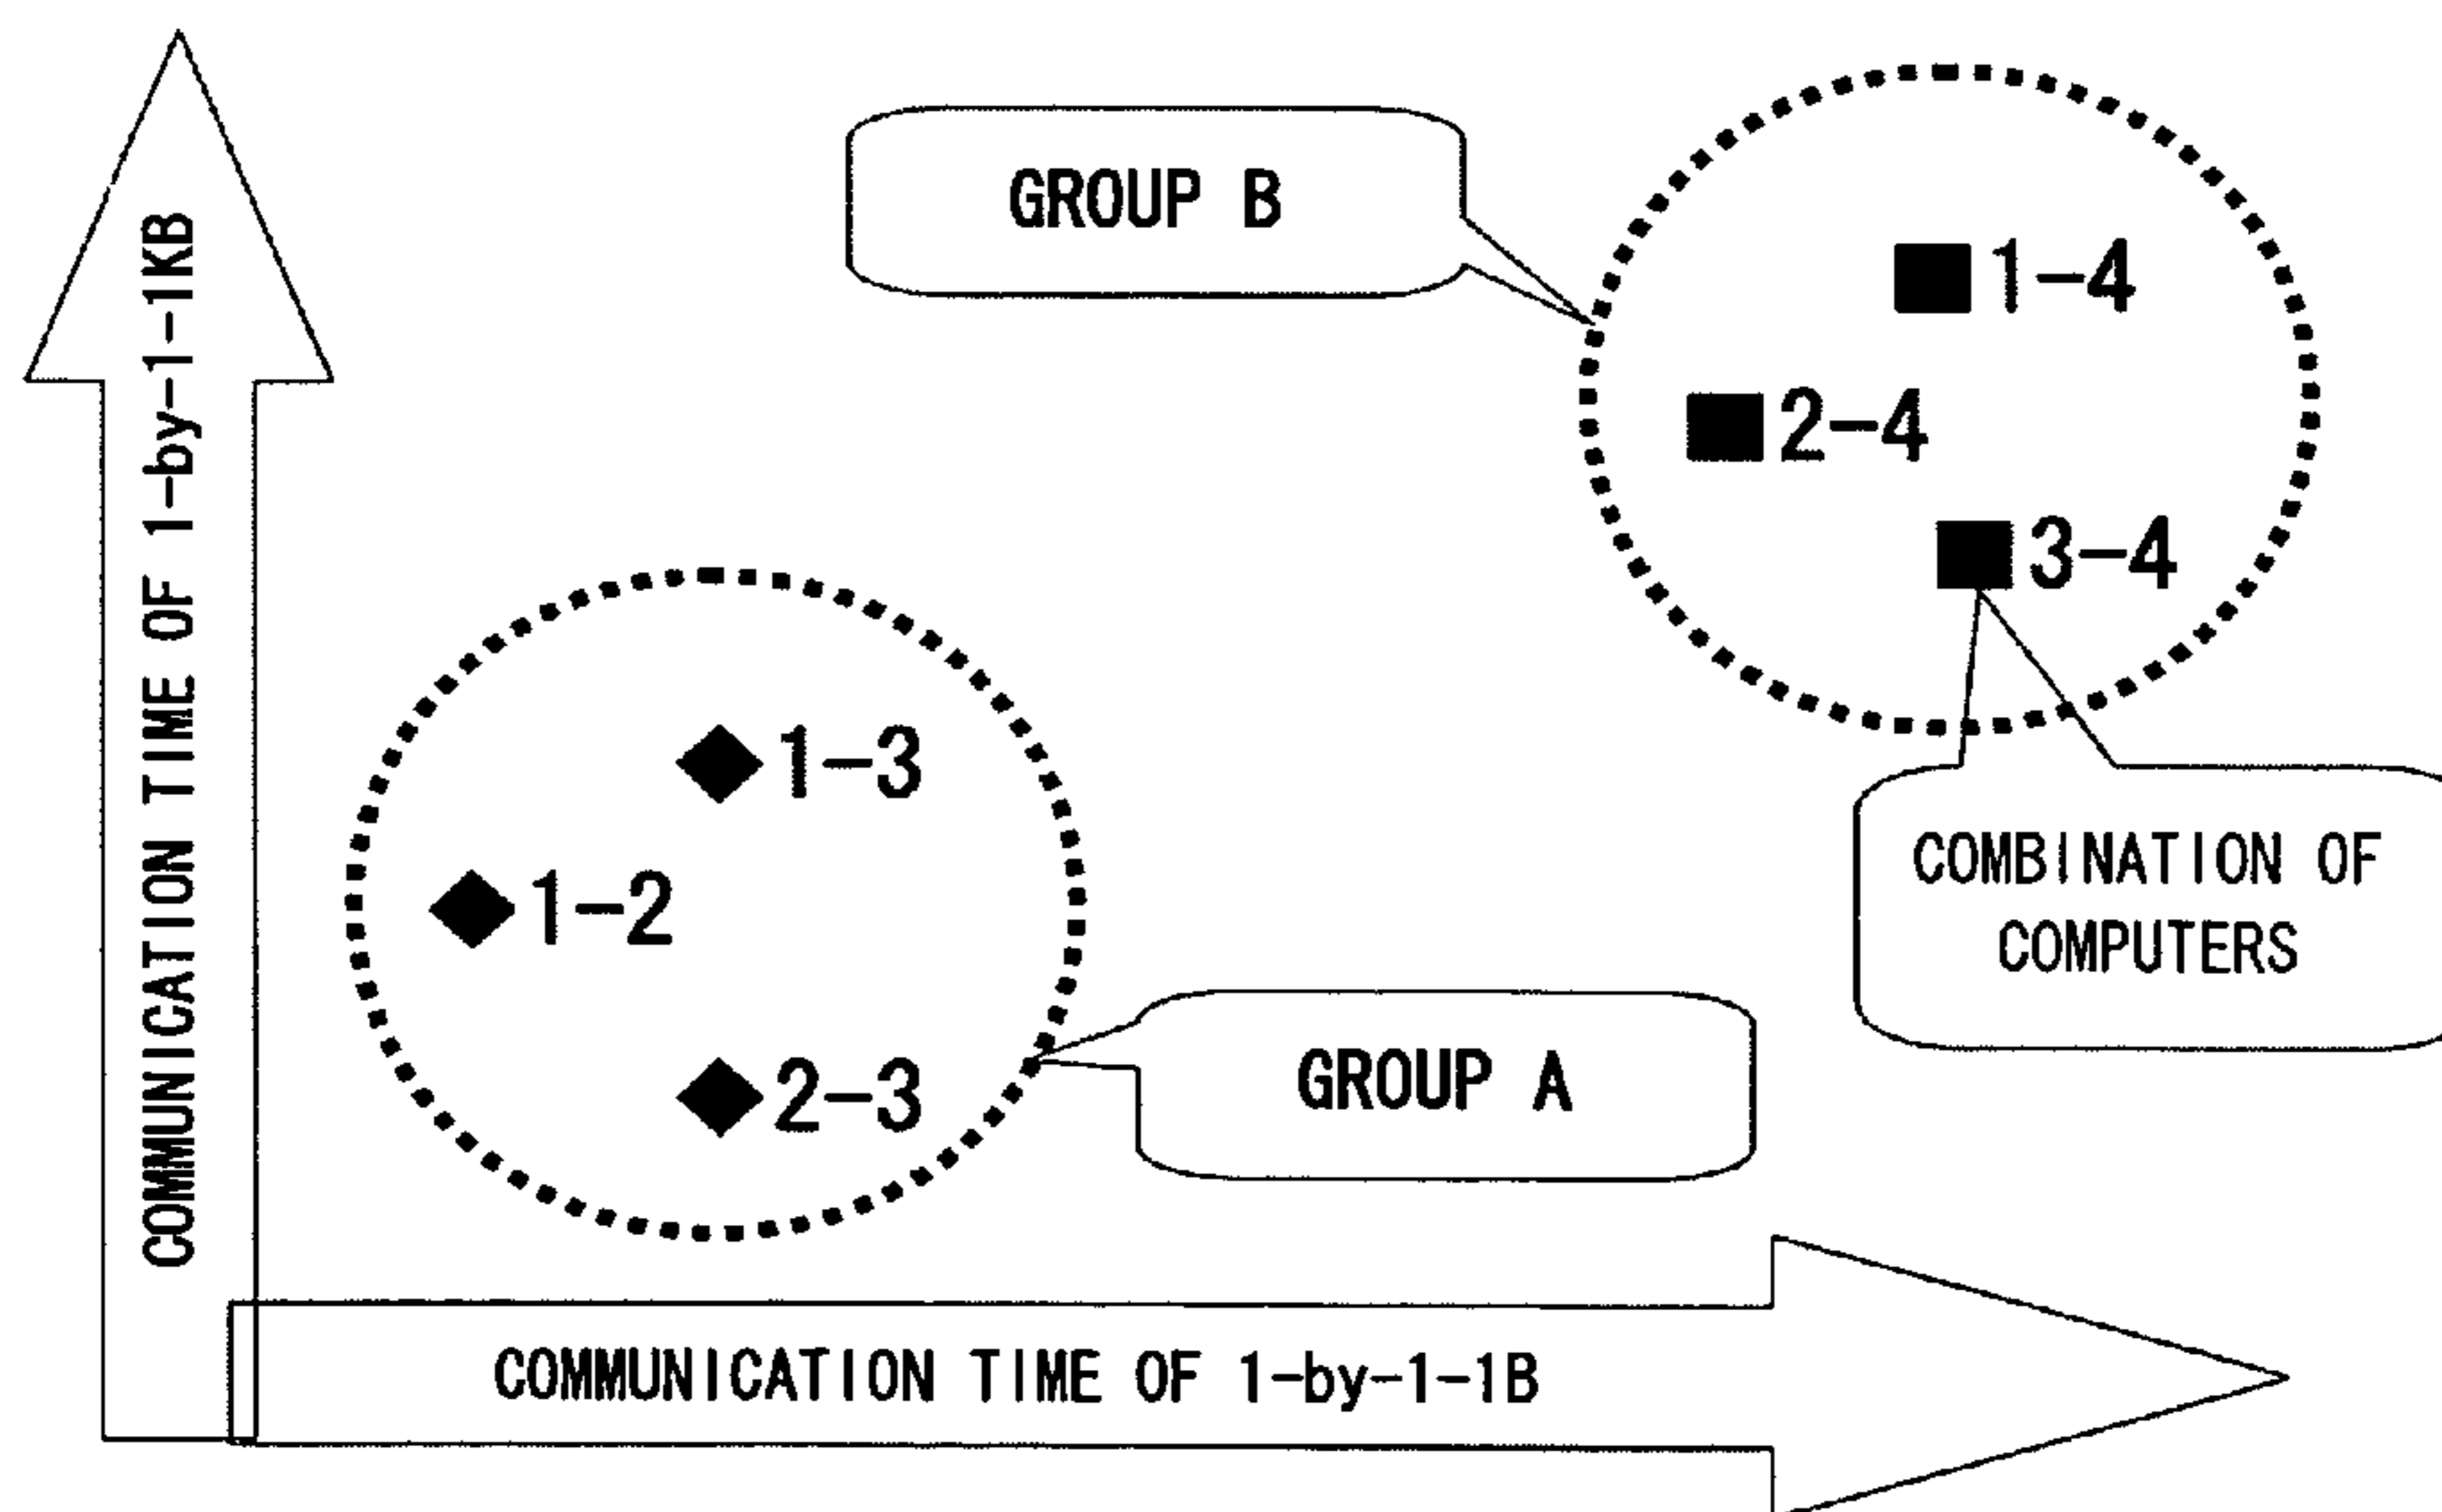 COMMUNICATION TIME OF 1-by-1-1KB
GROUP B
1-4
2-4
3-4
1-3
1-2
2-3
COMBINATION OF
COMPUTERS
GROUP A
COMMUNICATION TIME OF 1-by-1-1B